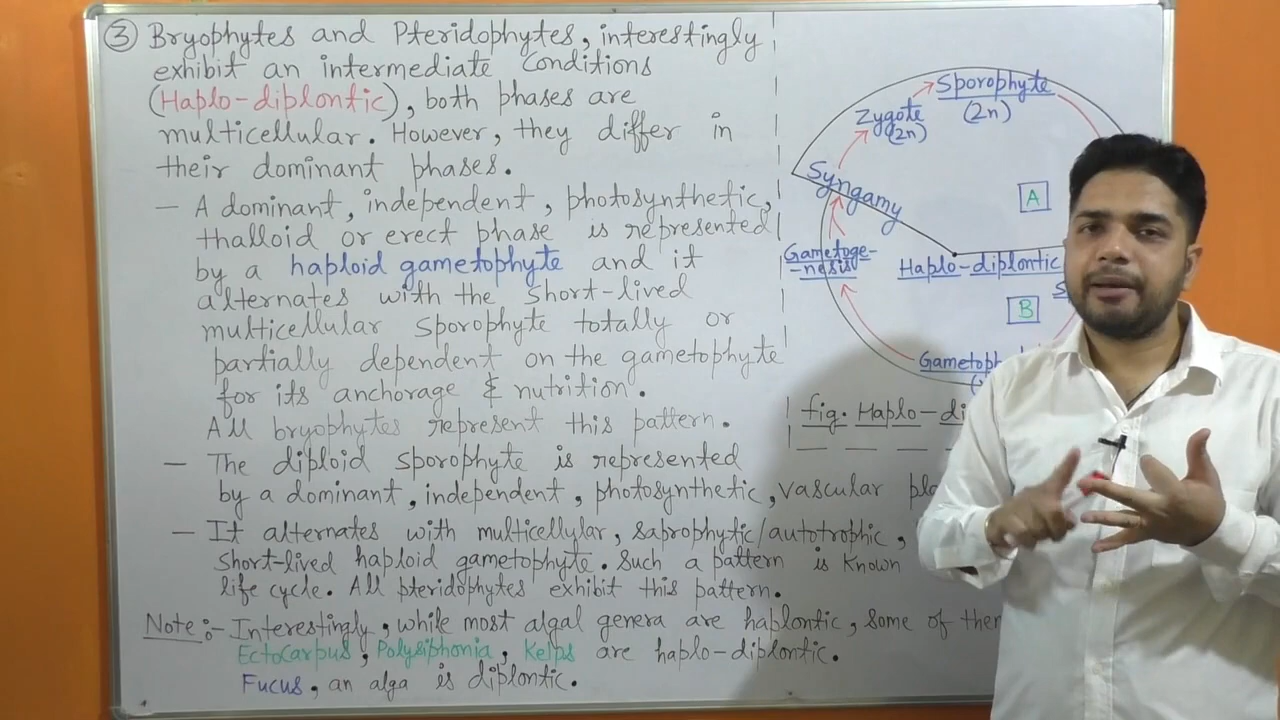 ③ Bryophytes and Pteridophytes, interestingly
exhibit an intermediate Conditions
(Haplo-diplontic), both phases are
multicellular. However, they differ in
their dominant phases.
— A dominant, independent, photosynthetic,
thalloid or erect phase is represented
by a haploid gametophyte and it
alternates with the short-lived
multicellular sporophyte totally or
partially dependent on the gametophyte
for its anchorage & nutrition.
All bryophytes represent this pattern.
— The diploid sporophyte is represented
by a dominant, independent, photosynthetic, vascular
— It alternates with multicellular, saprophytic/autotrophic,
short-lived haploid gametophyte. Such a pattern is known
life cycle. All pteridophytes exhibit this pattern.
Note:- Interestingly, while most algal genera are haplontic, some of
Ectocarpus, Polysiphonia, Kelps are haplo-diplontic.
Fucus, an alga is diplontic.
Sporophyte
(2n)
Zygote
(2n)
Syngamy
A
Gametoge-
-nesis
Haplo-diplontic
B
fig. Haplo-